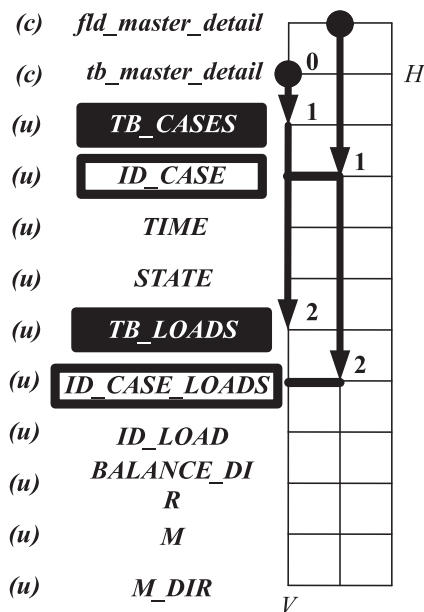 (c) fld_master_detail
(c) tb_master_detail 0 H
(u) TB_CASES 1
(u) ID_CASE 1
(u) TIME
(u) STATE
(u) TB_LOADS 2
(u) ID_CASE_LOADS 2
(u) ID_LOAD
(u) BALANCE_DI
R
(u) M
(u) M_DIR
V